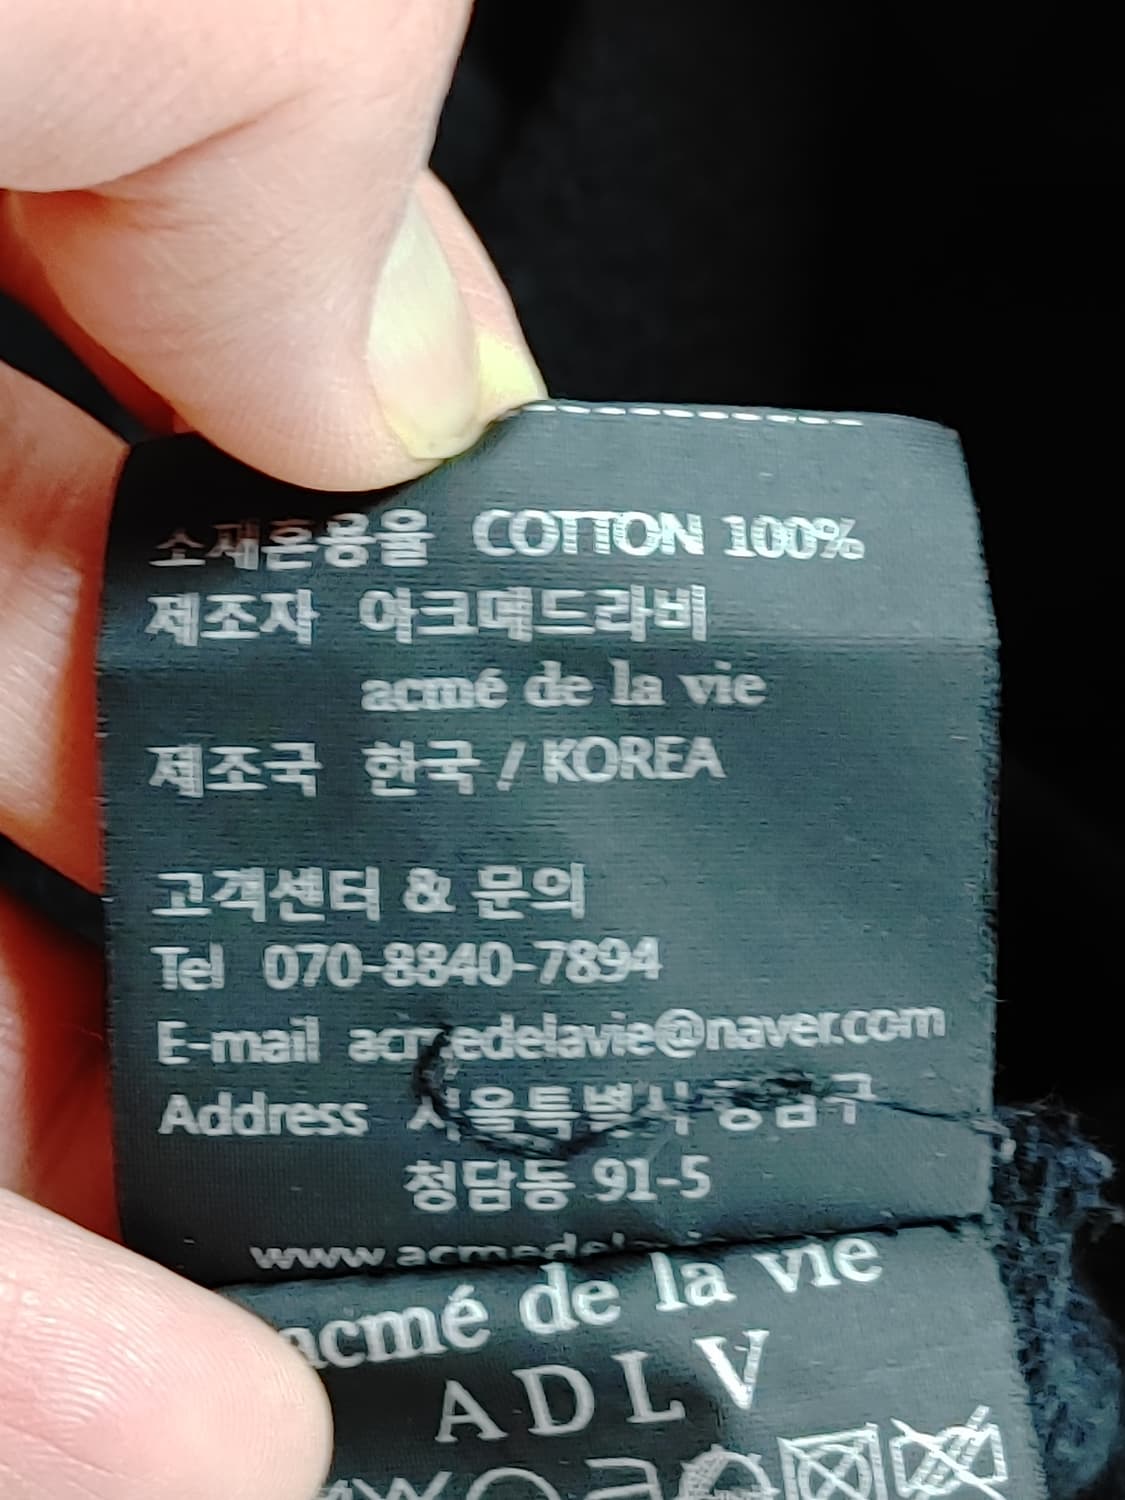 소재혼용율 COTTON 100%
제조자 아크메드라비
acmé de la vie
제조국 한국 / KOREA
고객센터 & 문의
Tel 070-8840-7894
E-mail acmedelavie@naver.com
Address 서울특별시 강남구
청담동 91-5
www.acmedelavie
acmé de la vie
ADLV